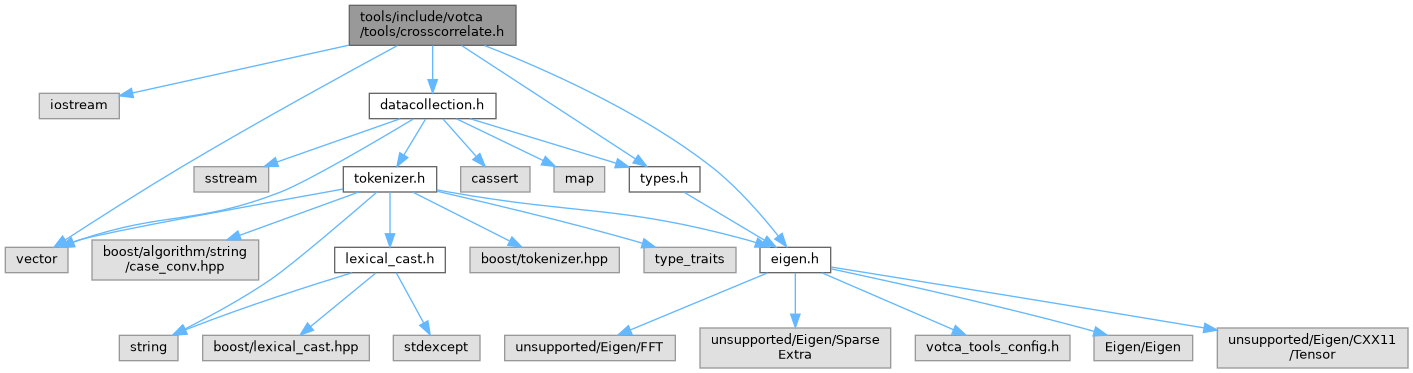 tools/include/votca
/tools/crosscorrelate.h
iostream
datacollection.h
sstream
tokenizer.h
cassert
map
types.h
vector
boost/algorithm/string
/case_conv.hpp
lexical_cast.h
boost/tokenizer.hpp
type_traits
eigen.h
string
boost/lexical_cast.hpp
stdexcept
unsupported/Eigen/FFT
unsupported/Eigen/Sparse
Extra
votca_tools_config.h
Eigen/Eigen
unsupported/Eigen/CXX11
/Tensor